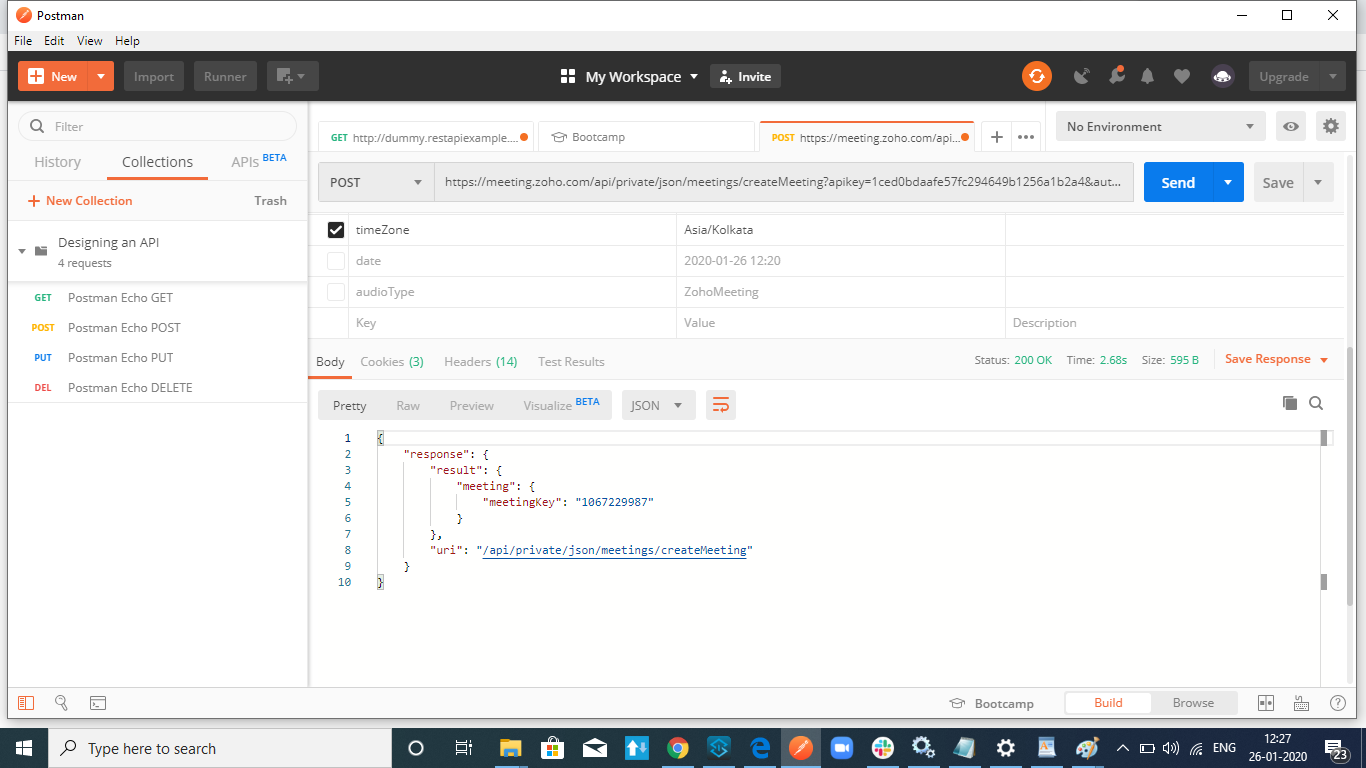 Postman
File Edit View Help
New Import Runner My Workspace Invite Upgrade
Filter
History Collections APIs BETA
New Collection Trash
Designing an API
4 requests
GET Postman Echo GET
POST Postman Echo POST
PUT Postman Echo PUT
DEL Postman Echo DELETE
GET http://dummy.restapiexample.... Bootcamp POST https://meeting.zoho.com/api... No Environment
POST https://meeting.zoho.com/api/private/json/meetings/createMeeting?apikey=1ced0bdaafe57fc294649b1256a1b2a4&aut... Send Save
timeZone Asia/Kolkata
date 2020-01-26 12:20
audioType ZohoMeeting
Key Value Description
Body Cookies (3) Headers (14) Test Results Status: 200 OK Time: 2.68s Size: 595 B Save Response
Pretty Raw Preview Visualize BETA JSON
1 {
2 "response": {
3 "result": {
4 "meeting": {
5 "meetingKey": "1067229987"
6 }
7 },
8 "uri": "/api/private/json/meetings/createMeeting"
9 }
10 }
Bootcamp Build Browse
Type here to search ENG 12:27
26-01-2020 23